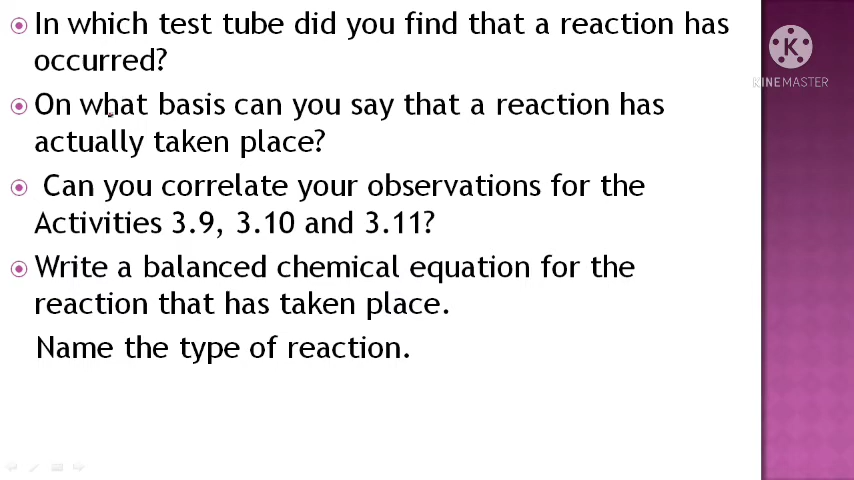 In which test tube did you find that a reaction has
occurred?
On what basis can you say that a reaction has
actually taken place?
Can you correlate your observations for the
Activities 3.9, 3.10 and 3.11?
Write a balanced chemical equation for the
reaction that has taken place.
Name the type of reaction.
K
KINEMASTER